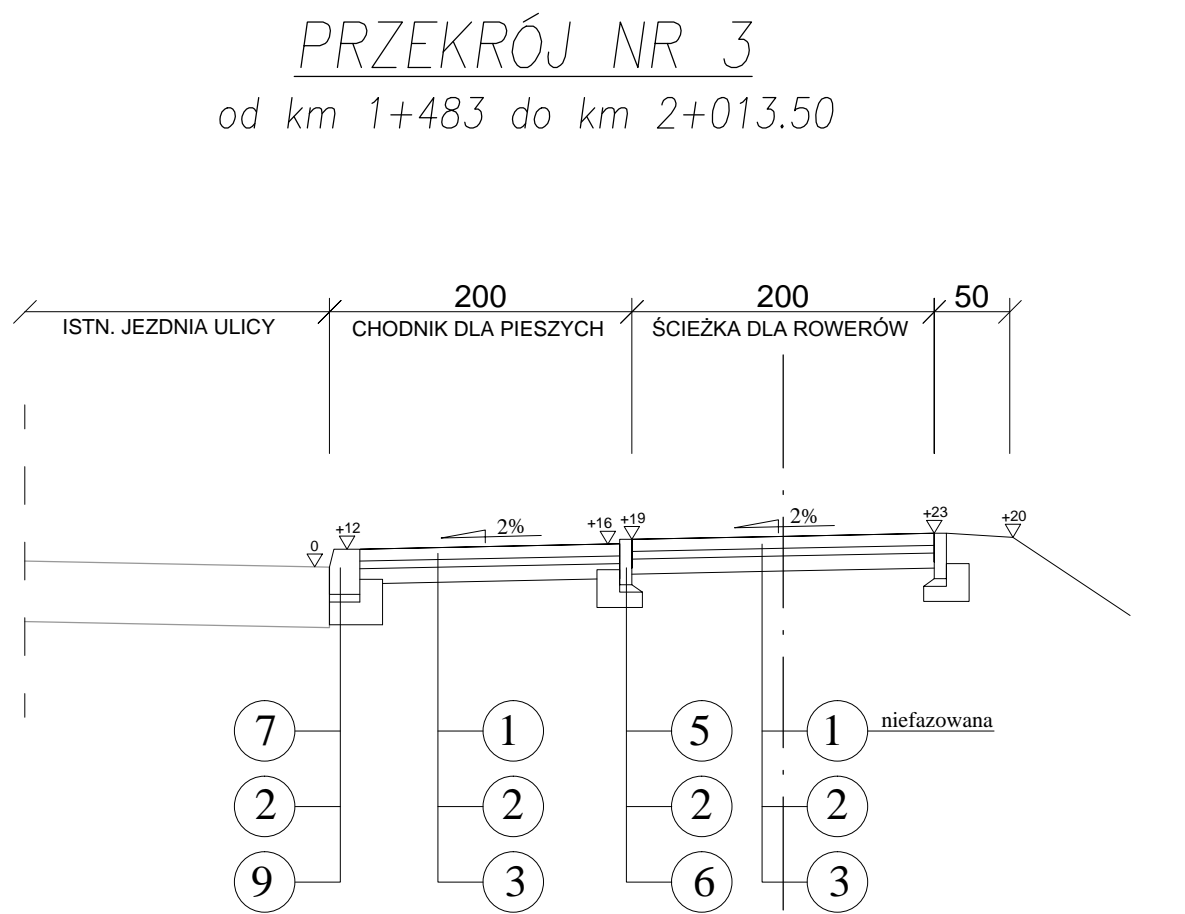 PRZEKRÓJ NR 3
od km 1+483 do km 2+013.50
200 200 50
ISTN. JEZDNIA ULICY CHODNIK DLA PIESZYCH ŚCIEŻKA DLA ROWERÓW
0 +12 2% +16 +19 2% +23 +20
7 1 5 1 niefazowana
2 2 2 2
9 3 6 3